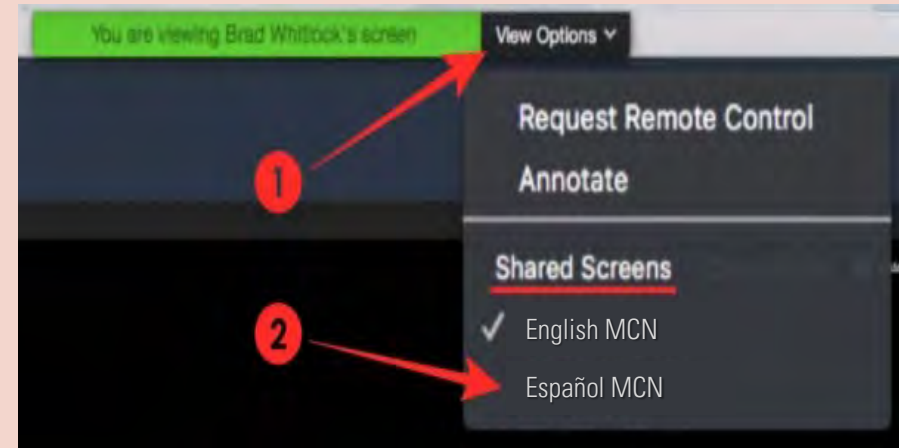 You are viewing Brad Whitlock's screen
View Options
1
Request Remote Control
Annotate
Shared Screens
2
English MCN
Español MCN